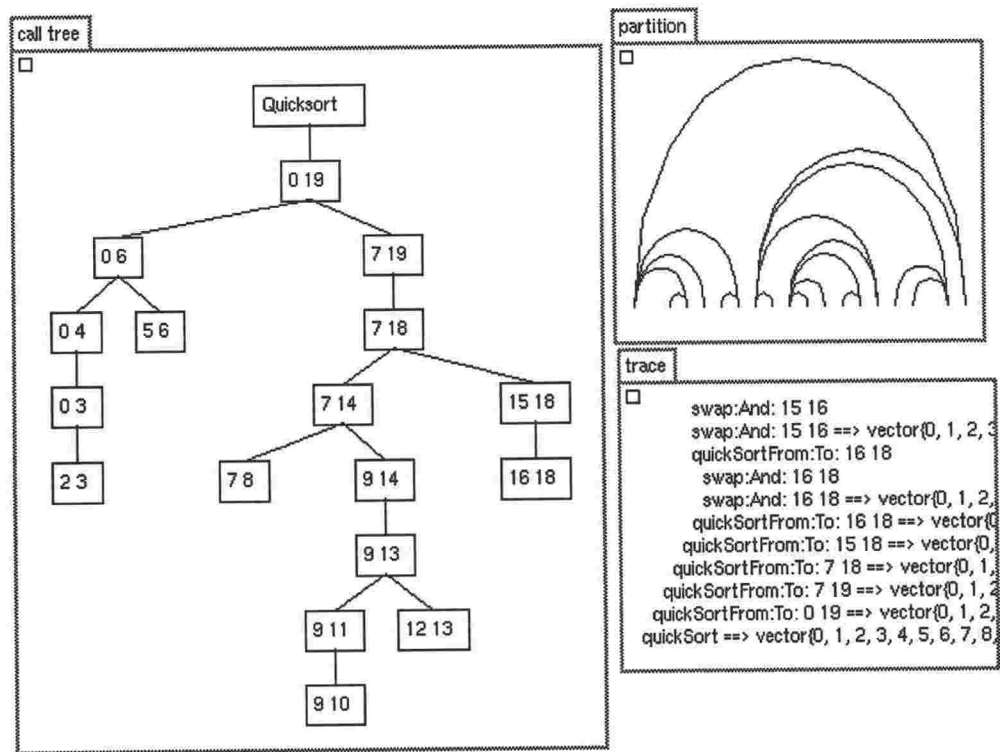 call tree
Quicksort
0 19
0 6
7 19
0 4
5 6
7 18
0 3
7 14
15 18
2 3
7 8
9 14
16 18
9 13
9 11
12 13
9 10
partition
trace
swap:And: 15 16
swap:And: 15 16 ==> vector{0, 1, 2, 3
quickSortFrom:To: 16 18
swap:And: 16 18
swap:And: 16 18 ==> vector{0, 1, 2,
quickSortFrom:To: 16 18 ==> vector{0
quickSortFrom:To: 15 18 ==> vector{0,
quickSortFrom:To: 7 18 ==> vector{0, 1,
quickSortFrom:To: 7 19 ==> vector{0, 1, 2
quickSortFrom:To: 0 19 ==> vector{0, 1, 2,
quickSort ==> vector{0, 1, 2, 3, 4, 5, 6, 7, 8,